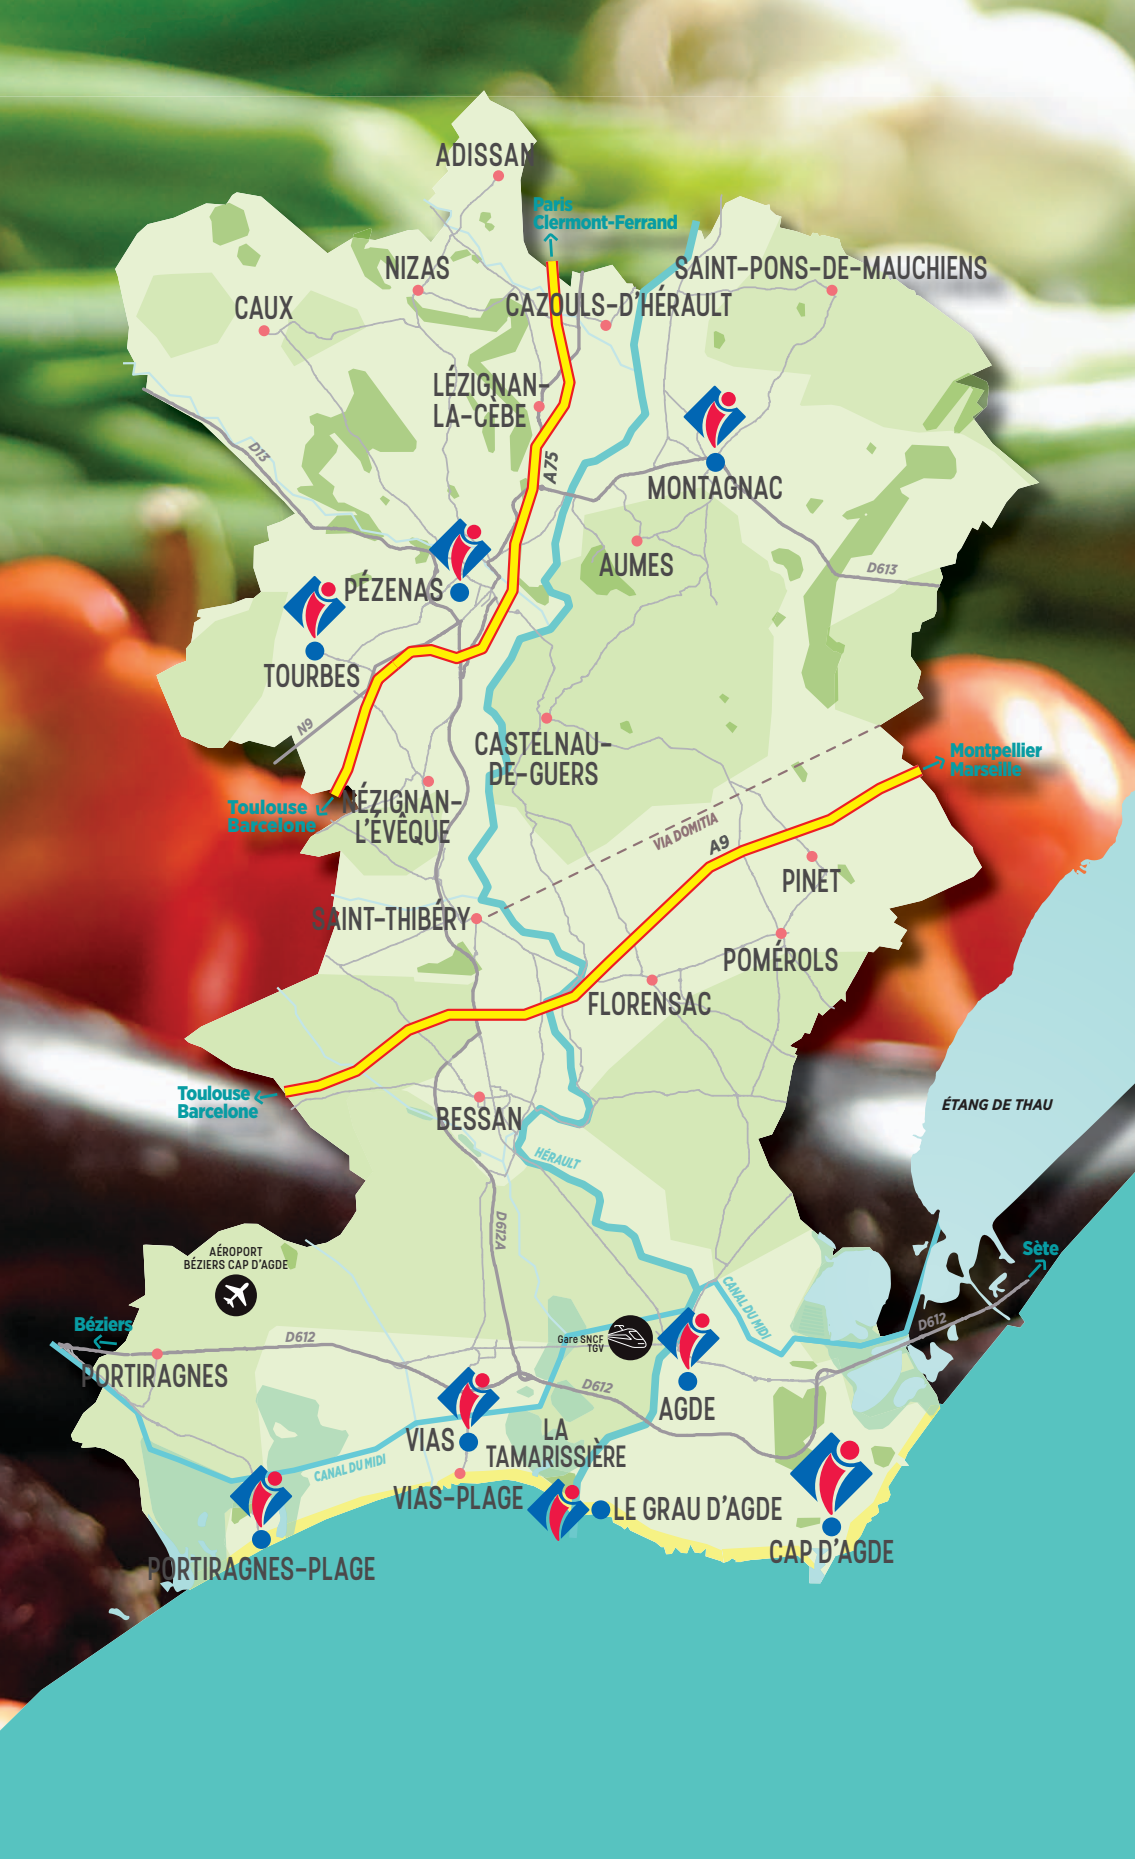 ADISSAN
Paris
Clermont-Ferrand
NIZAS
SAINT-PONS-DE-MAUCHIENS
CAUX
CAZOULS-D'HÉRAULT
LÉZIGNAN-
LA-CÈBE
D13
A75
MONTAGNAC
AUMES
D613
PÉZENAS
TOURBES
N9
CASTELNAU-
DE-GUERS
Montpellier
Marseille
Toulouse
Barcelone
NÉZIGNAN-
L'ÉVÊQUE
VIA DOMITIA
A9
PINET
SAINT-THIBÉRY
POMÉROLS
FLORENSAC
Toulouse
Barcelone
BESSAN
ÉTANG DE THAU
HÉRAULT
D612A
AÉROPORT
BÉZIERS CAP D'AGDE
Sète
CANAL DU MIDI
Béziers
D612
D612
Gare SNCF
TGV
PORTIRAGNES
D612
AGDE
VIAS
LA
TAMARISSIÈRE
CANAL DU MIDI
VIAS-PLAGE
LE GRAU D'AGDE
CAP D'AGDE
PORTIRAGNES-PLAGE